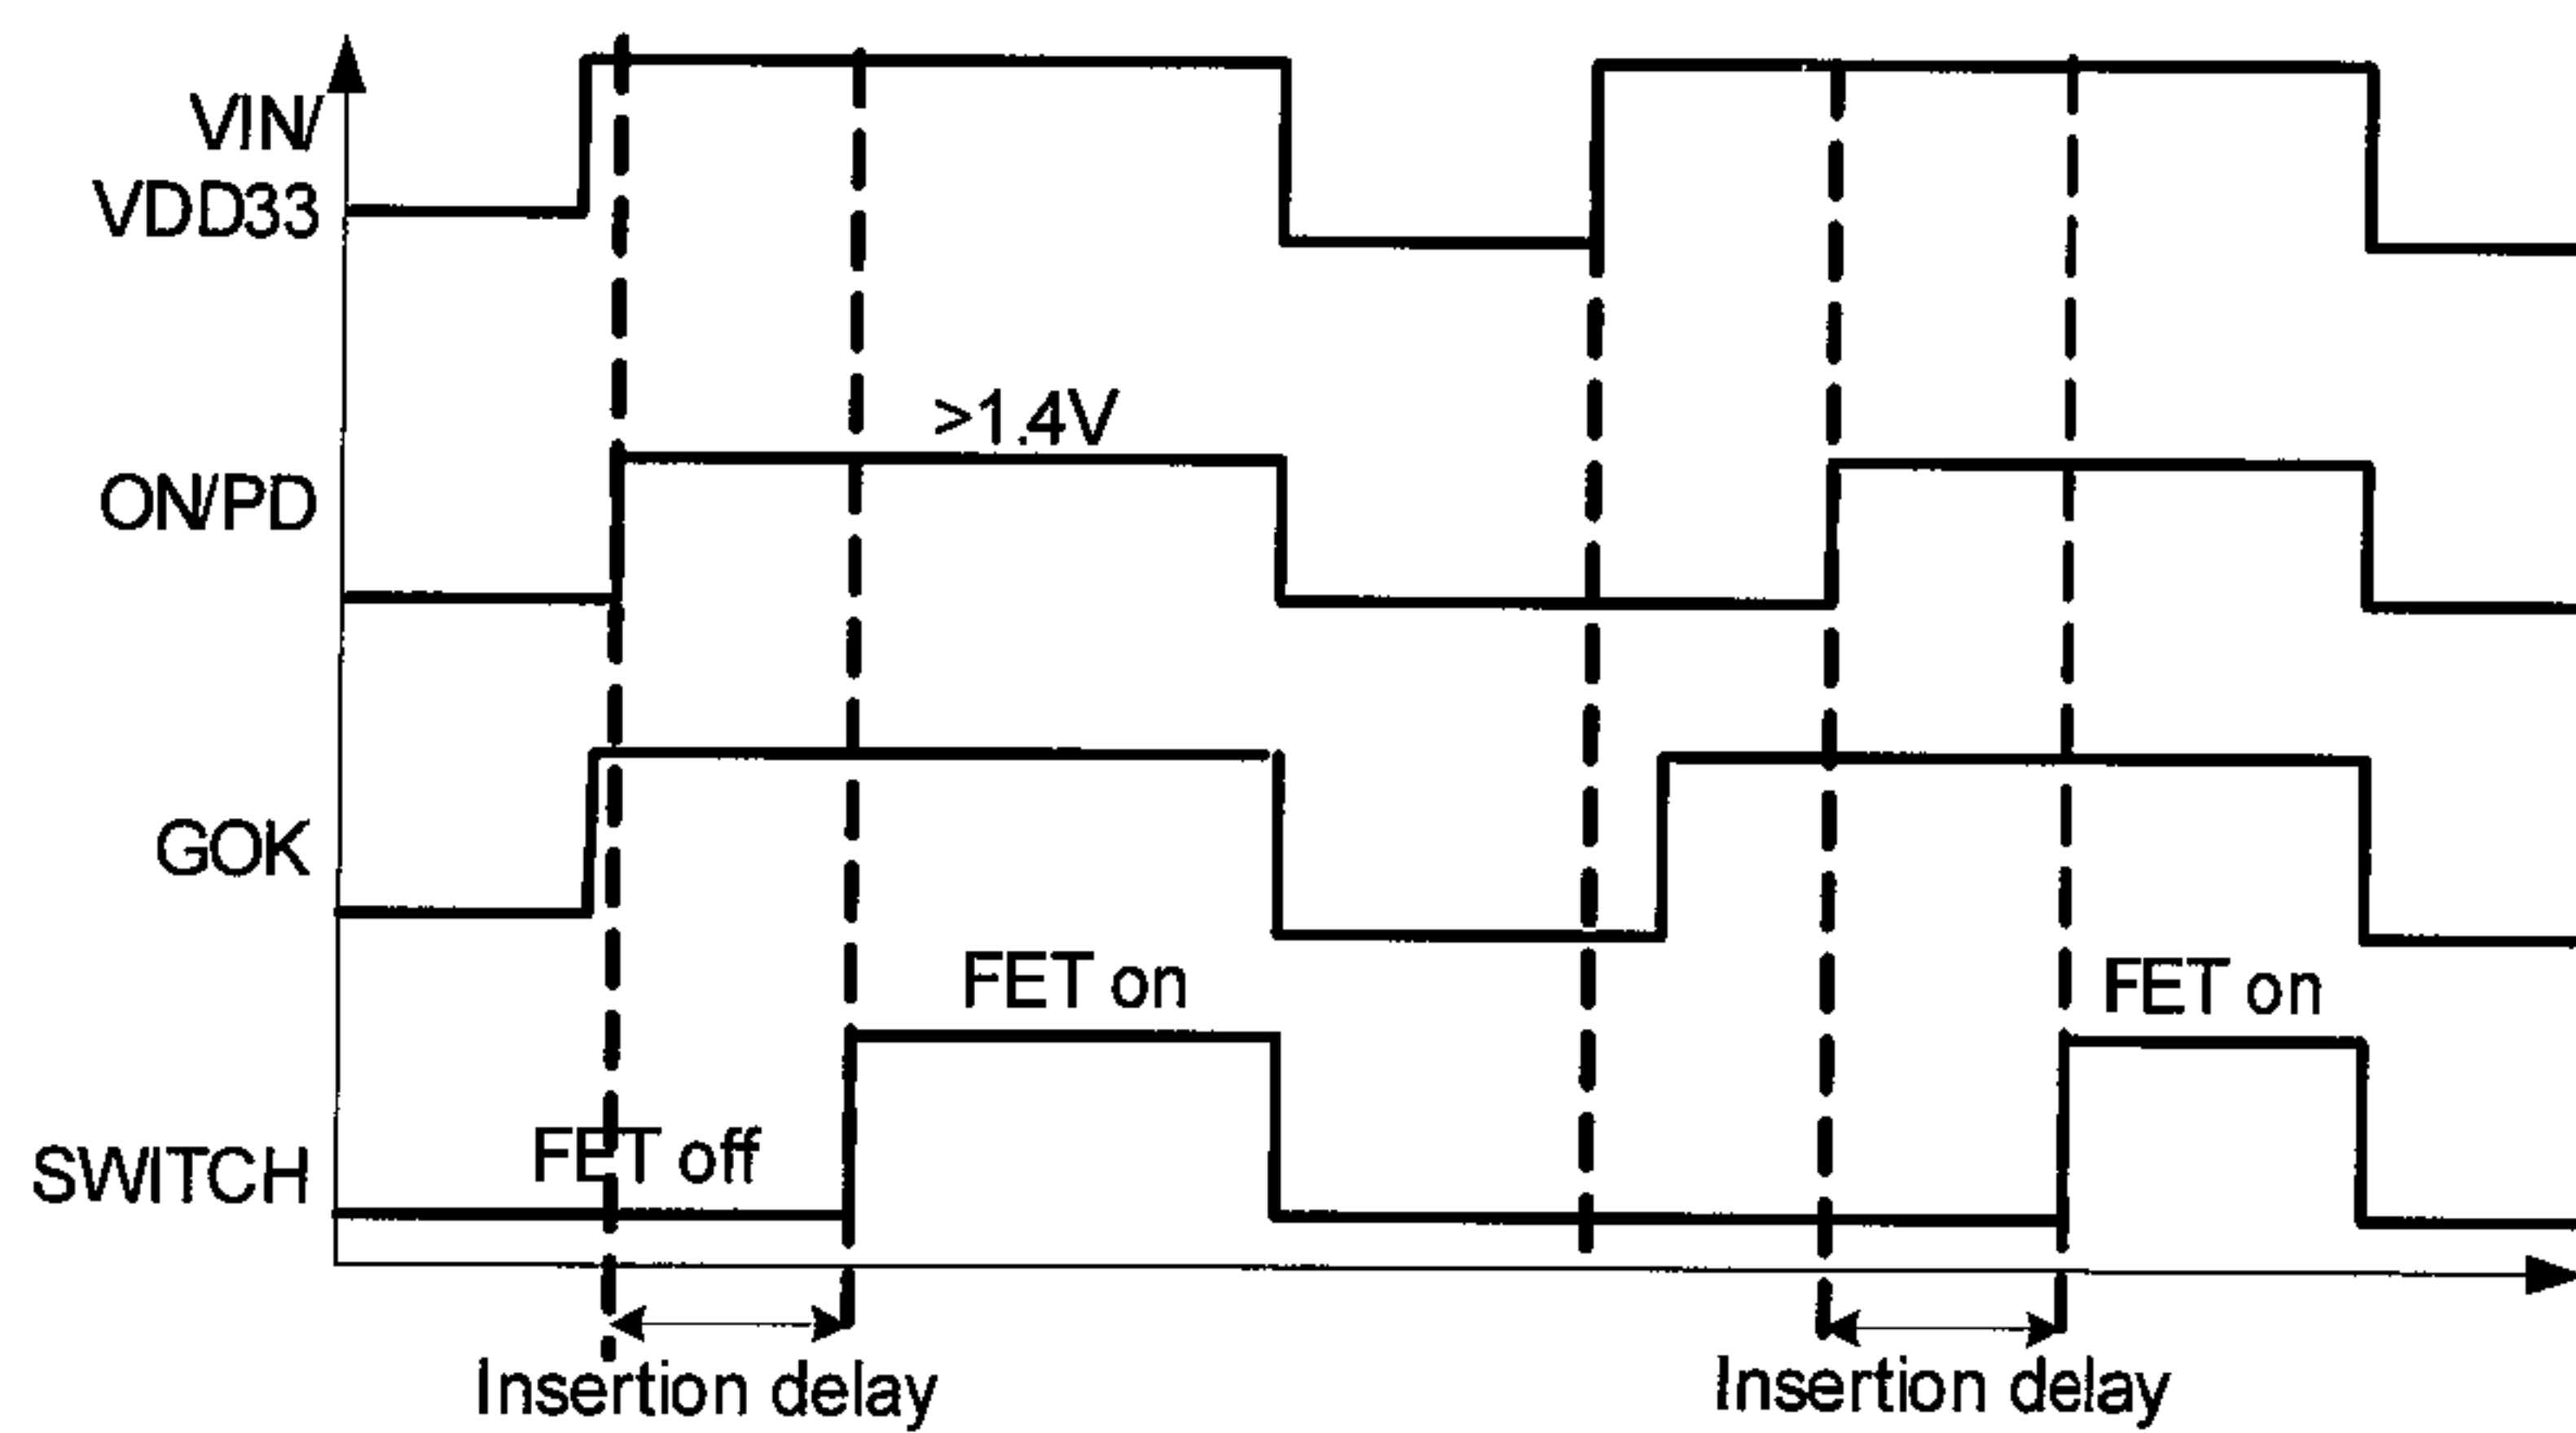 VIN/
VDD33
>1.4V
ON/PD
GOK
FET on
FET on
FET off
SWITCH
Insertion delay
Insertion delay